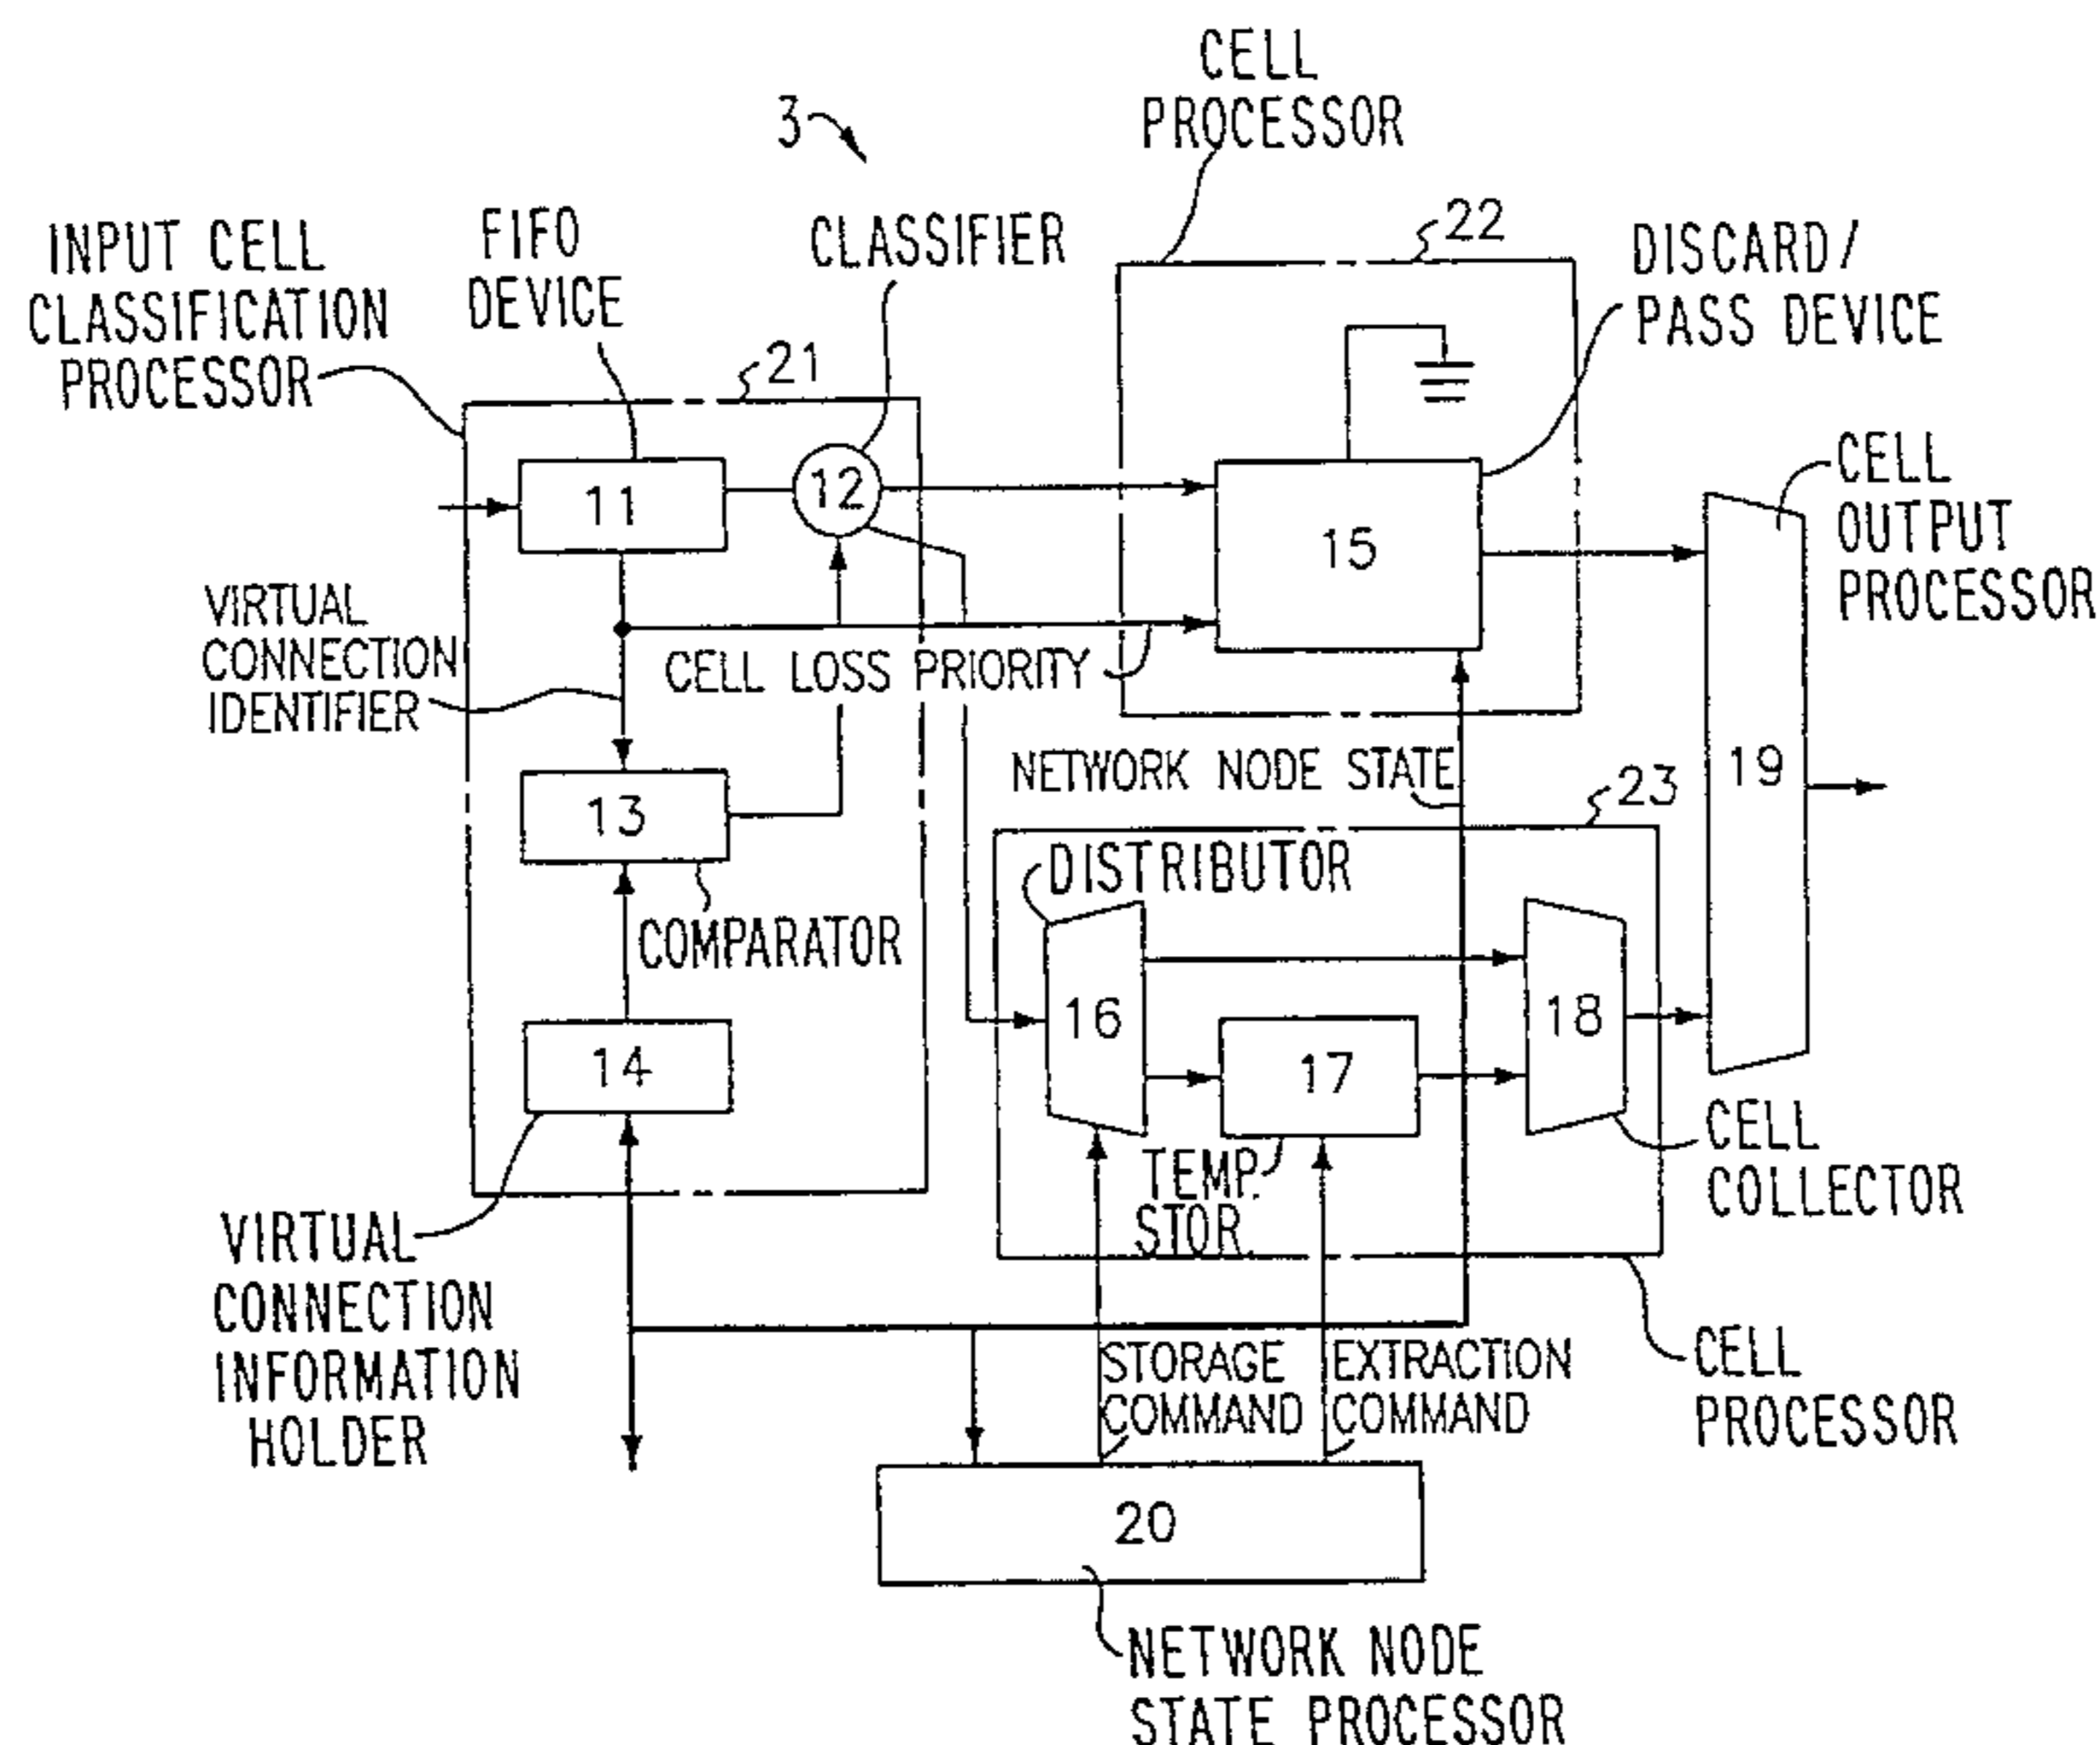 CELL
PROCESSOR
3
22
INPUT CELL
CLASSIFICATION
PROCESSOR
FIFO
DEVICE
CLASSIFIER
DISCARD/
PASS DEVICE
21
11
12
15
CELL
OUTPUT
PROCESSOR
VIRTUAL
CONNECTION
IDENTIFIER
CELL LOSS PRIORITY
NETWORK NODE STATE
19
23
13
DISTRIBUTOR
COMPARATOR
16
17
18
14
TEMP.
STOR.
CELL
COLLECTOR
VIRTUAL
CONNECTION
INFORMATION
HOLDER
STORAGE
COMMAND
EXTRACTION
COMMAND
CELL
PROCESSOR
20
NETWORK NODE
STATE PROCESSOR